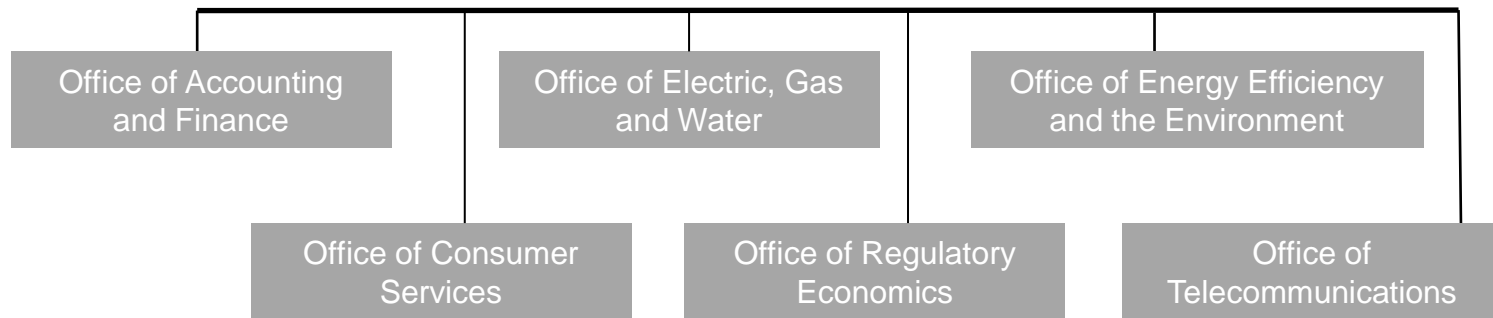 Office of Accounting
and Finance
Office of Electric, Gas
and Water
Office of Energy Efficiency
and the Environment
Office of Consumer
Services
Office of Regulatory
Economics
Office of
Telecommunications